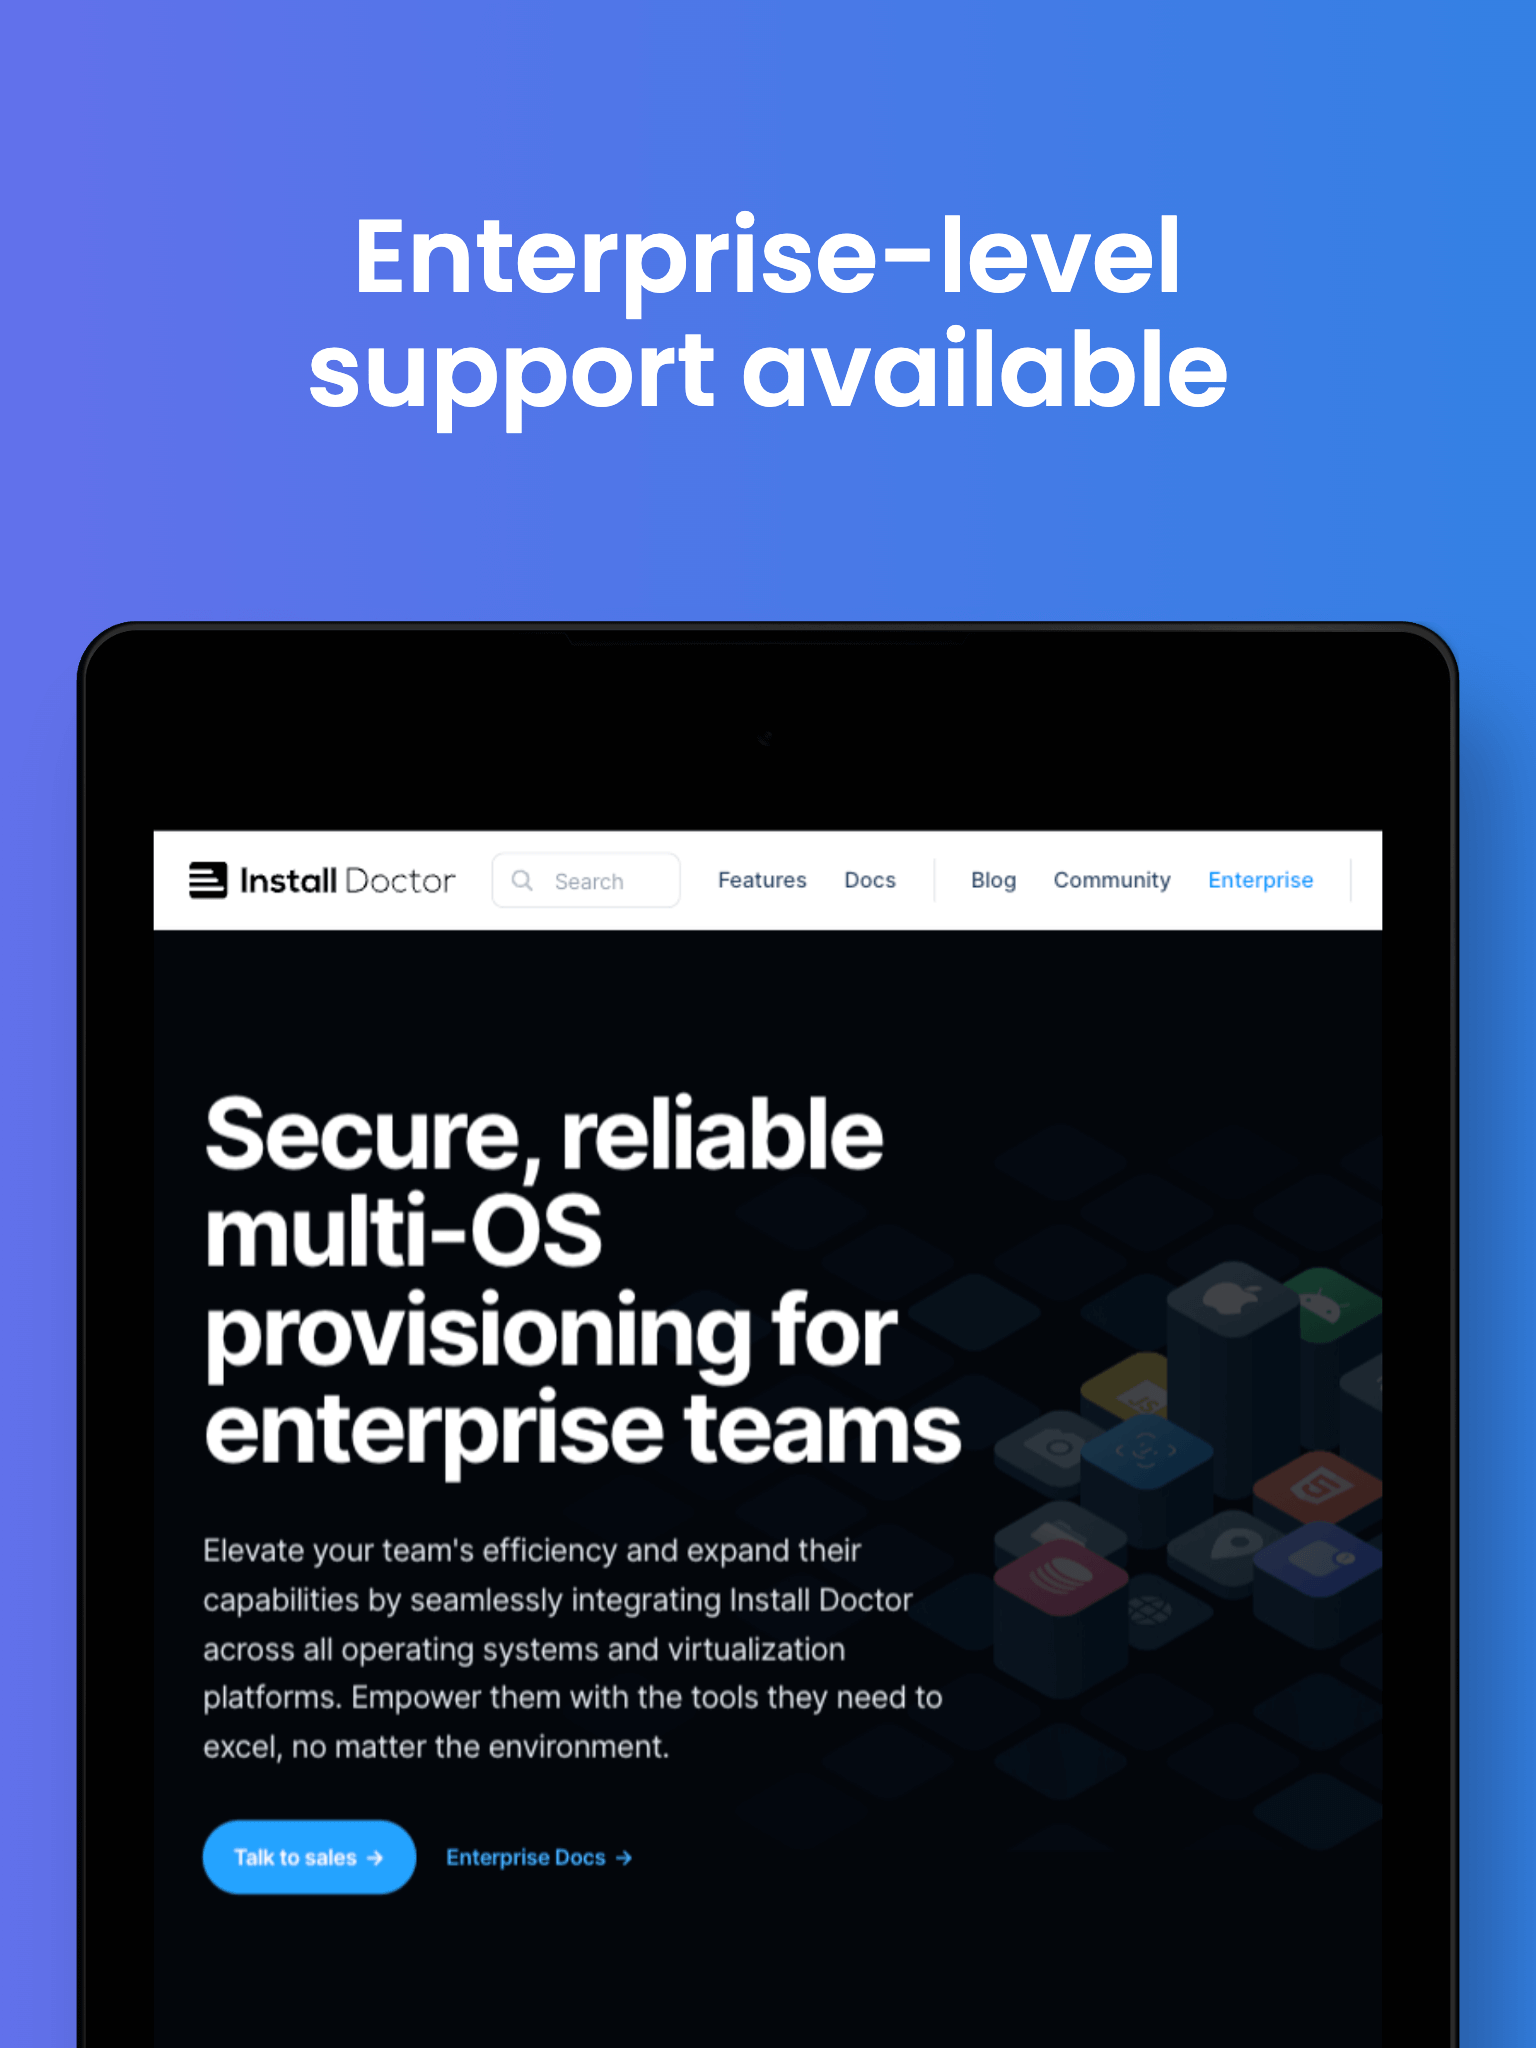 Enterprise-level
support available
Install Doctor
Search
Features
Docs
Blog
Community
Enterprise
Secure, reliable
multi-OS
provisioning for
enterprise teams
Elevate your team's efficiency and expand their
capabilities by seamlessly integrating Install Doctor
across all operating systems and virtualization
platforms. Empower them with the tools they need to
excel, no matter the environment.
Talk to sales →
Enterprise Docs →